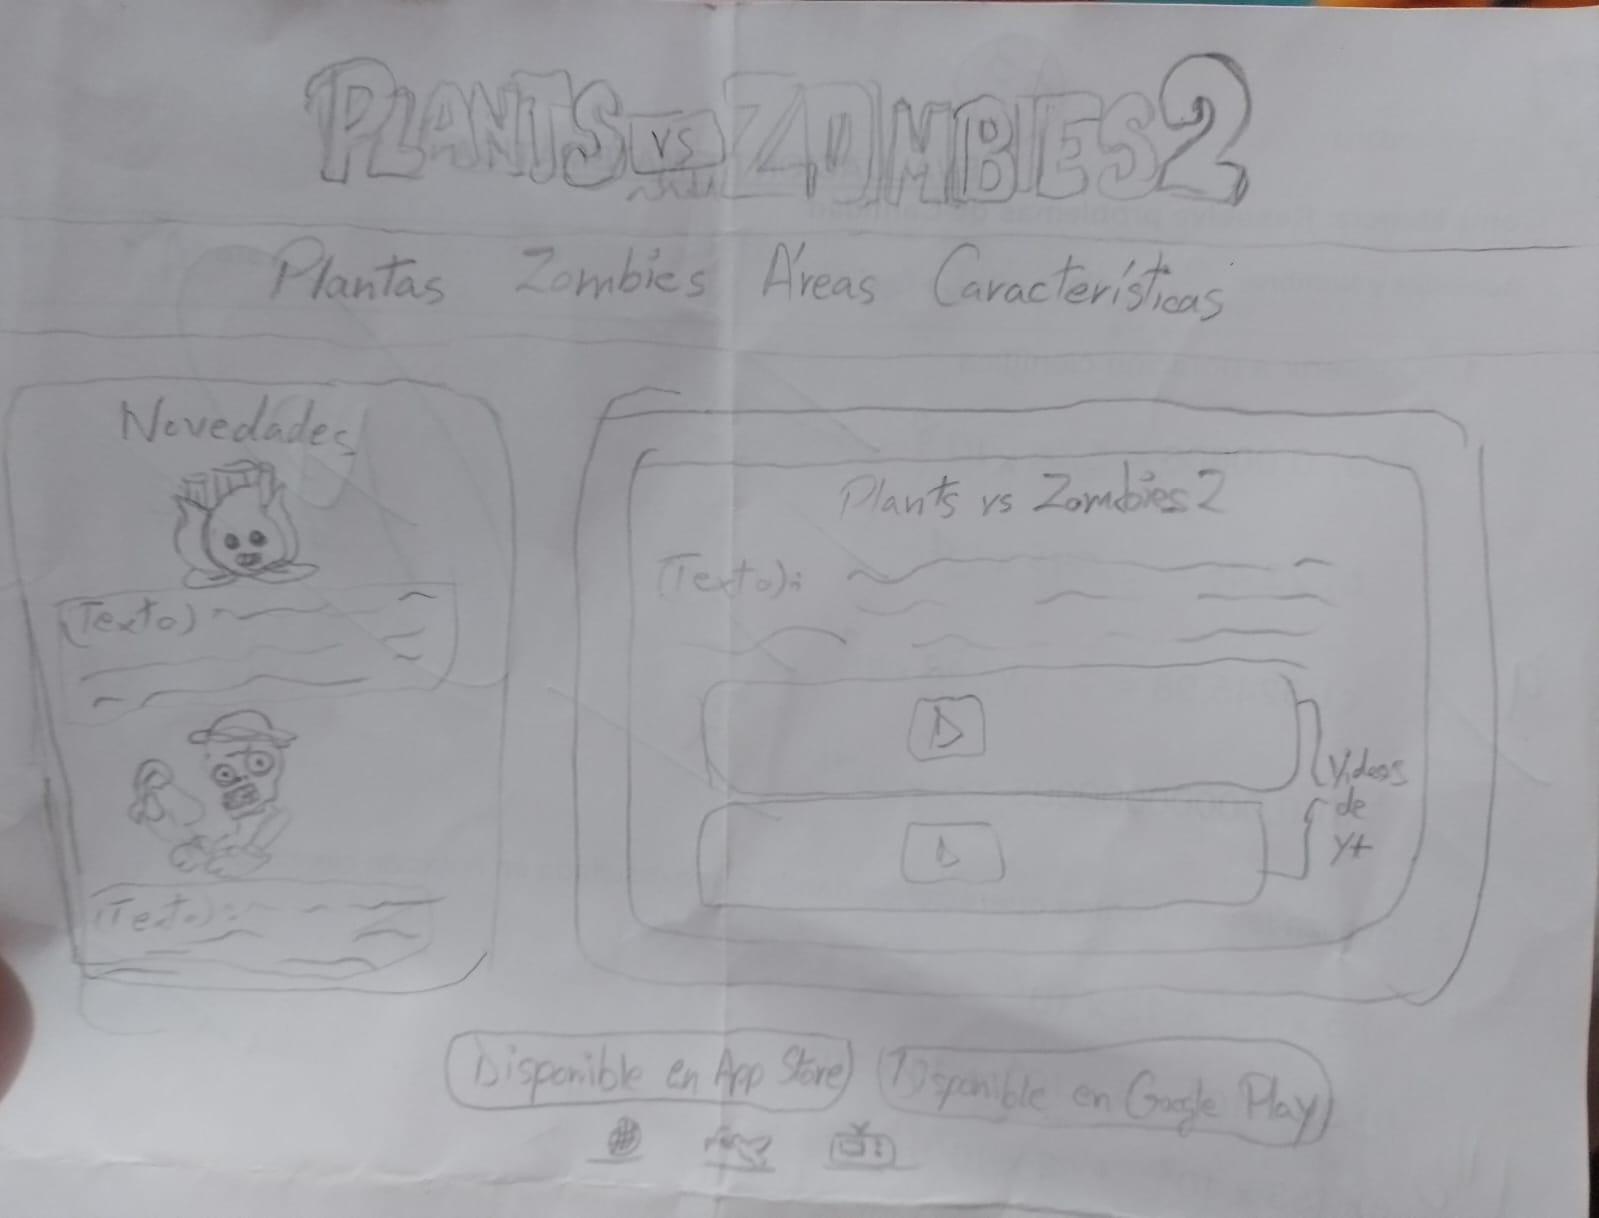 PLANTS VS ZOMBIES 2
Plantas Zombies Áreas Características
Novedades
(Texto)
(Texto):
Plants vs Zombies 2
(Texto):
Videos
de
yt
Disponible en App Store
Disponible en Google Play